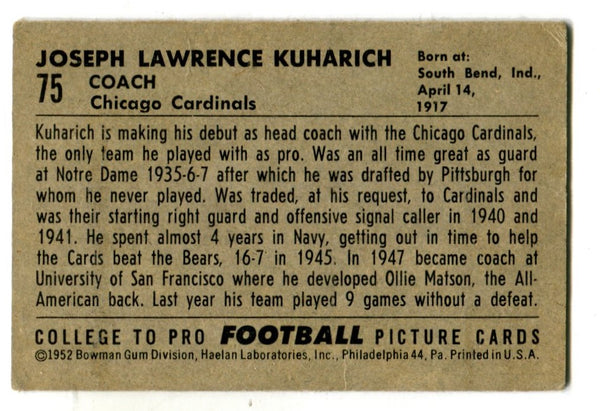 JOSEPH LAWRENCE KUHARICH
75 COACH
Chicago Cardinals
Born at:
South Bend, Ind.,
April 14,
1917
Kuharich is making his debut as head coach with the Chicago Cardinals,
the only team he played with as pro. Was an all time great as guard
at Notre Dame 1935-6-7 after which he was drafted by Pittsburgh for
whom he never played. Was traded, at his request, to Cardinals and
was their starting right guard and offensive signal caller in 1940 and
1941. He spent almost 4 years in Navy, getting out in time to help
the Cards beat the Bears, 16-7 in 1945. In 1947 became coach at
University of San Francisco where he developed Ollie Matson, the All-
American back. Last year his team played 9 games without a defeat.
COLLEGE TO PRO FOOTBALL PICTURE CARDS
©1952 Bowman Gum Division, Haelan Laboratories, Inc., Philadelphia 44, Pa. Printed in U.S.A.